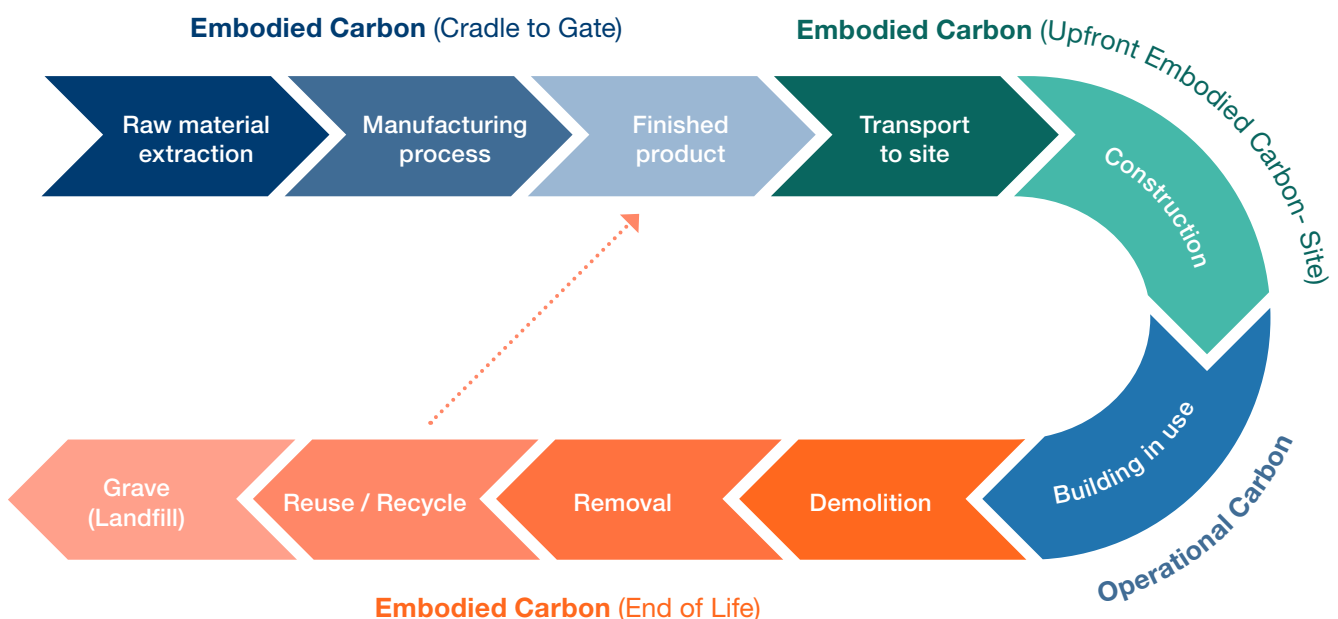 Embodied Carbon (Cradle to Gate)
Embodied Carbon (Upfront Embodied Carbon- Site)
Raw material
extraction
Manufacturing
process
Finished
product
Transport
to site
Construction
Building in use
Operational Carbon
Demolition
Removal
Reuse / Recycle
Grave
(Landfill)
Embodied Carbon (End of Life)